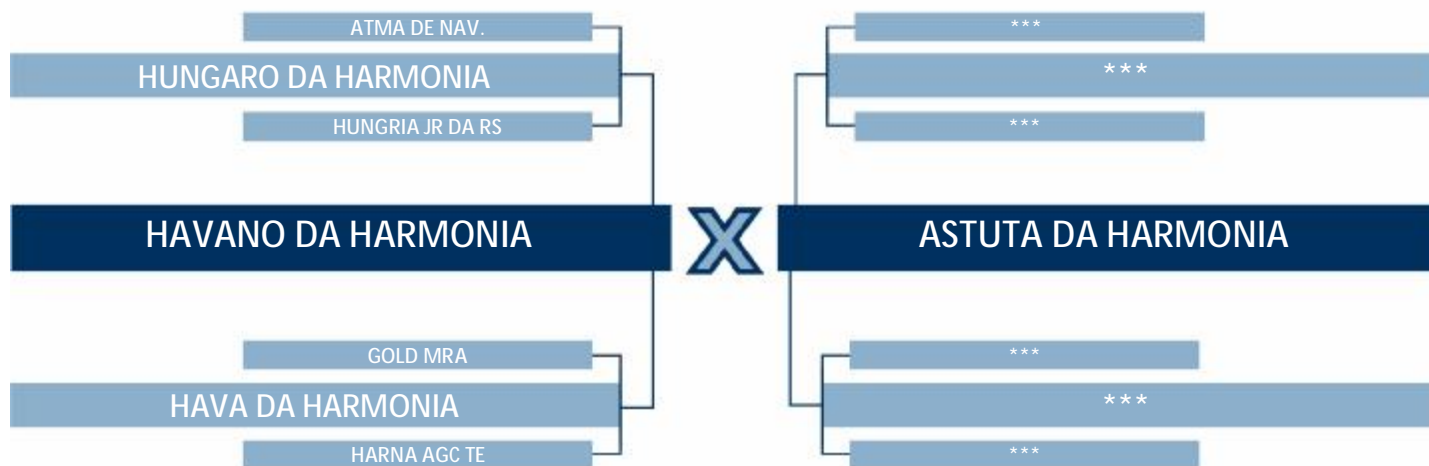 ATMA DE NAV.
***
HUNGARO DA HARMONIA
***
HUNGRIA JR DA RS
***
HAVANO DA HARMONIA
X
ASTUTA DA HARMONIA
GOLD MRA
***
HAVA DA HARMONIA
***
HARNA AGC TE
***